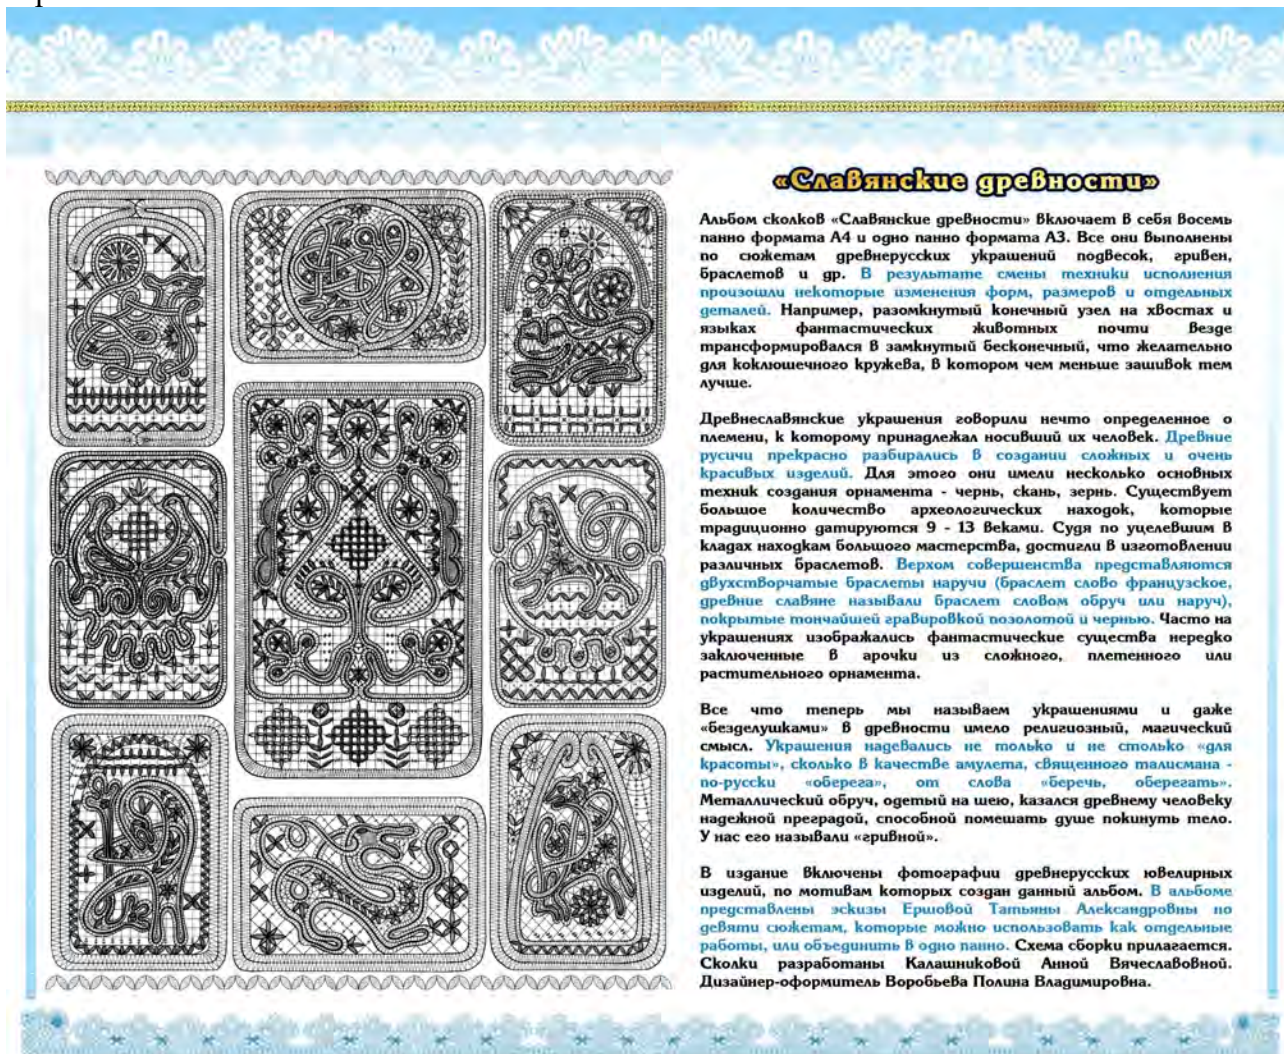 «Славянские древности»
Альбом сколков «Славянские древности» включает в себя восемь
панно формата А4 и одно панно формата А3. Все они выполнены
по сюжетам древнерусских украшений подвесок, гривен,
браслетов и др. В результате смены техники исполнения
произошли некоторые изменения форм, размеров и отдельных
деталей. Например, разомкнутый конечный узел на хвостах и
языках фантастических животных почти везде
трансформировался в замкнутый бесконечный, что желательно
для коклюшечного кружева, в котором чем меньше зашивок тем
лучше.
Древнеславянские украшения говорили нечто определенное о
племени, к которому принадлежал носивший их человек. Древние
русичи прекрасно разбирались в создании сложных и очень
красивых изделий. Для этого они имели несколько основных
техник создания орнамента - чернь, скань, зернь. Существует
большое количество археологических находок, которые
традиционно датируются 9 - 13 веками. Судя по уцелевшим в
кладах находкам большого мастерства, достигли в изготовлении
различных браслетов. Верхом совершенства представляются
двухстворчатые браслеты наручи (браслет слово французское,
древние славяне называли браслет словом обруч или наруч),
покрытые тончайшей гравировкой позолотой и чернью. Часто на
украшениях изображались фантастические существа нередко
заключенные в арочки из сложного, плетенного или
растительного орнамента.
Все что теперь мы называем украшениями и даже
«безделушками» в древности имело религиозный, магический
смысл. Украшения надевались не только и не столько «для
красоты», сколько в качестве амулета, священного талисмана -
по-русски «оберега», от слова «беречь, оберегать».
Металлический обруч, одетый на шею, казался древнему человеку
надежной преградой, способной помешать душе покинуть тело.
У нас его называли «гривной».
В издание включены фотографии древнерусских ювелирных
изделий, по мотивам которых создан данный альбом. В альбоме
представлены эскизы Ершовой Татьяны Александровны по
девяти сюжетам, которые можно использовать как отдельные
работы, или объединить в одно панно. Схема сборки прилагается.
Сколки разработаны Калашниковой Анной Вячеславовной.
Дизайнер-оформитель Воробьева Полина Владимировна.